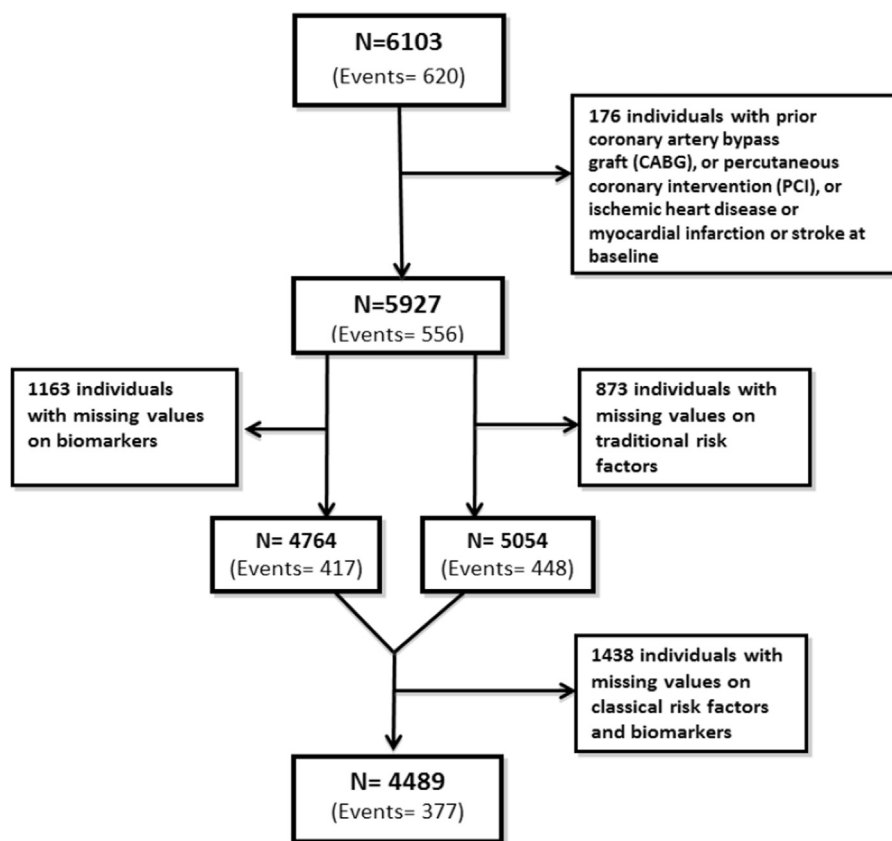 N=6103
(Events= 620)
176 individuals with prior
coronary artery bypass
graft (CABG), or percutaneous
coronary intervention (PCI), or
ischemic heart disease or
myocardial infarction or stroke at
baseline
N=5927
(Events= 556)
1163 individuals
with missing values
on biomarkers
873 individuals with
missing values on
traditional risk
factors
N= 4764
(Events= 417)
N= 5054
(Events= 448)
1438 individuals with
missing values on
classical risk factors
and biomarkers
N= 4489
(Events= 377)